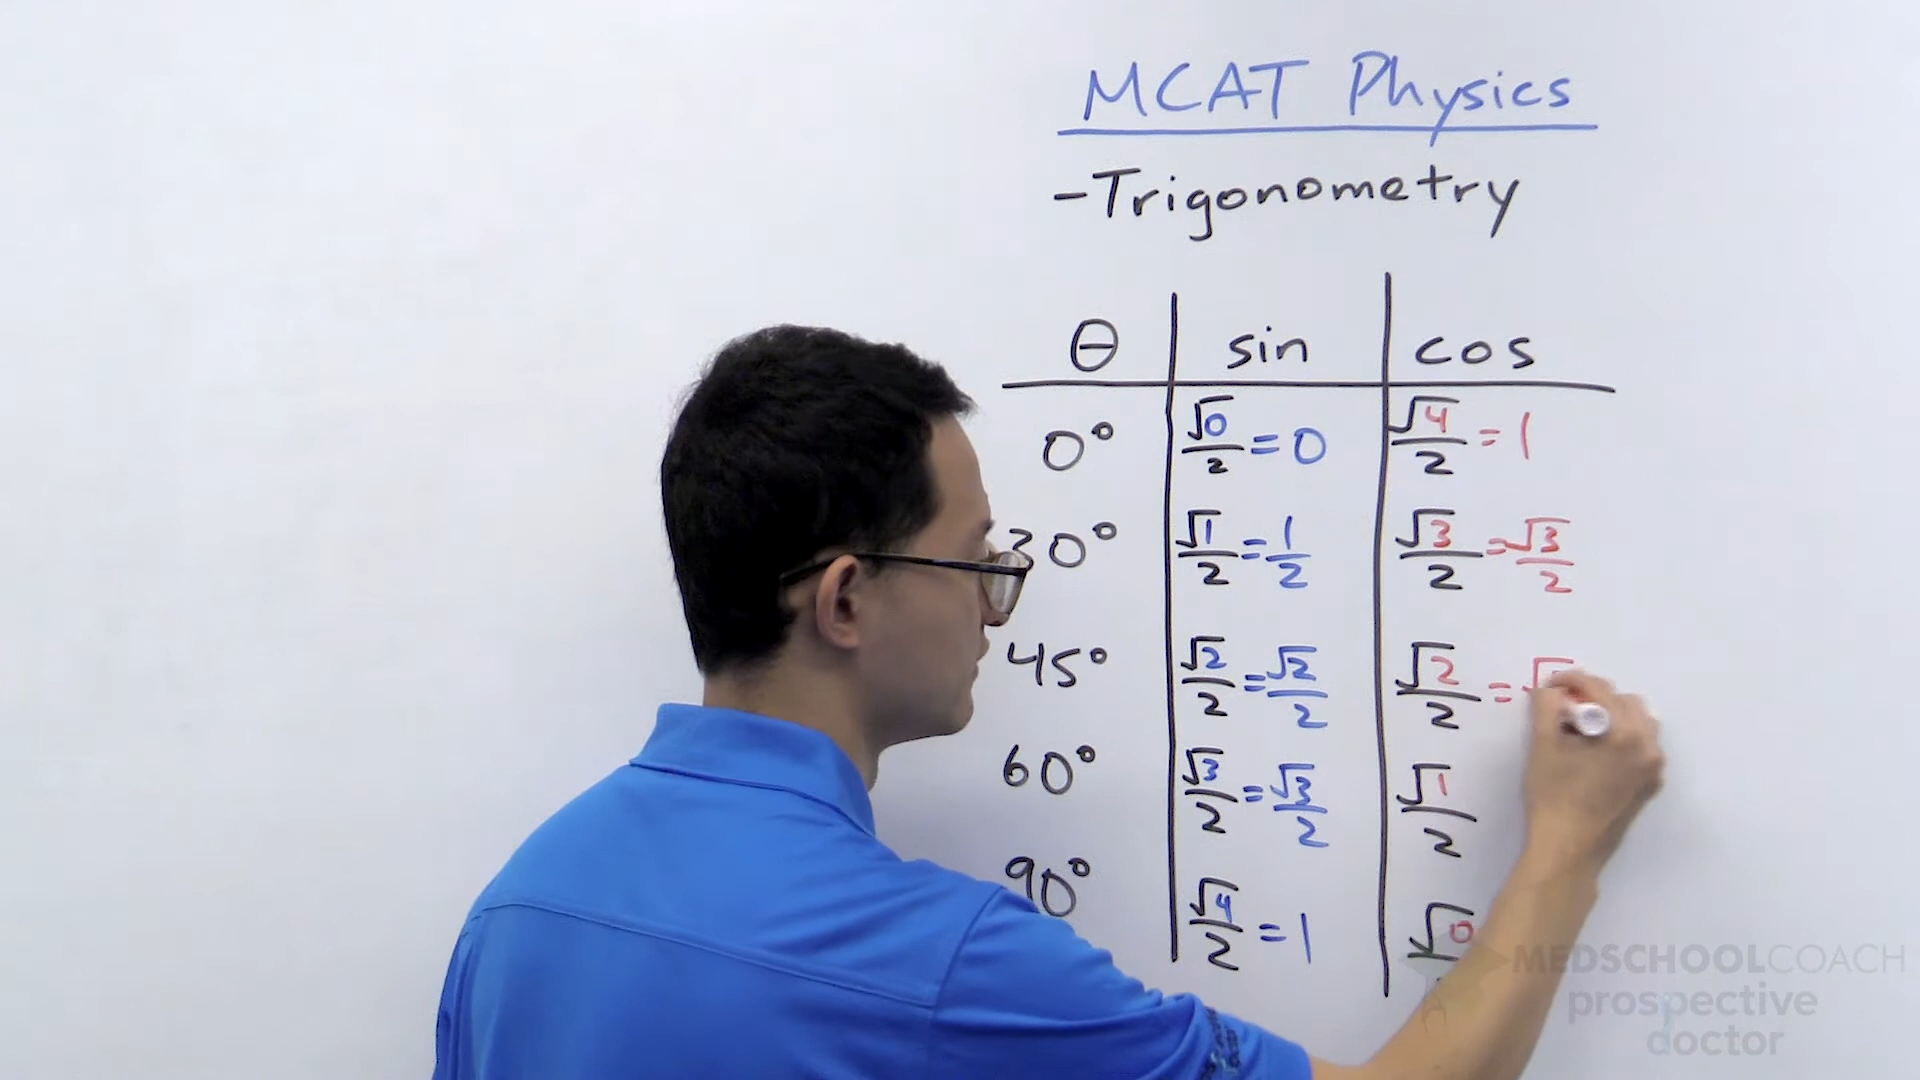 MCAT Physics
-Trigonometry
θ sin cos
0° √0/2 = 0 √4/2 = 1
30° √1/2 = 1/2 √3/2 = √3/2
45° √2/2 = √2/2 √2/2 = √
60° √3/2 = √3/2 √1/2
90° √4/2 = 1 √0
MEDSCHOOLCOACH
prospective
doctor